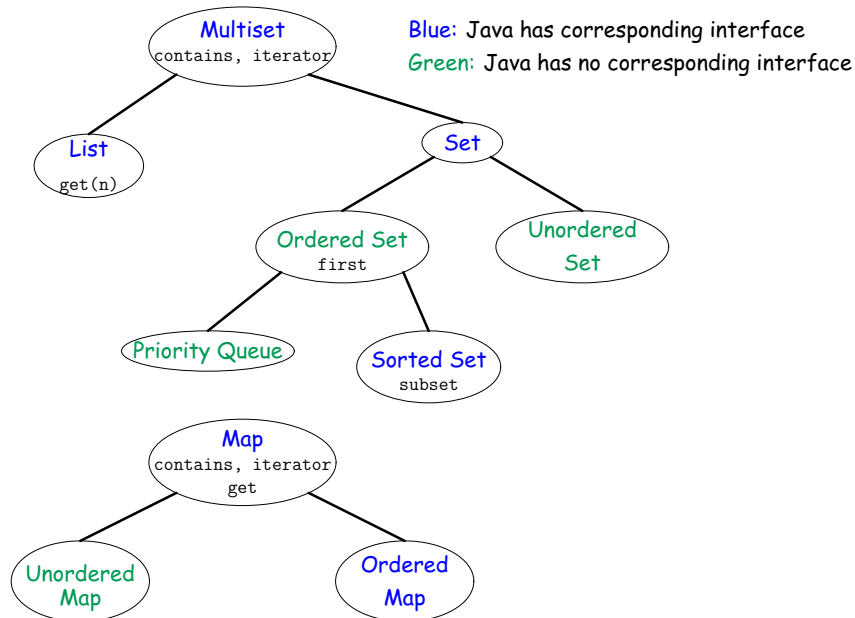 Multiset
contains, iterator
Blue: Java has corresponding interface
Green: Java has no corresponding interface
List
get(n)
Set
Ordered Set
first
Unordered
Set
Priority Queue
Sorted Set
subset
Map
contains, iterator
get
Unordered
Map
Ordered
Map